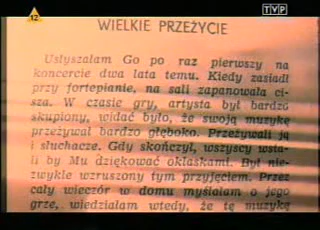 12
TVP
WIELKIE PRZEŻYCIE
Usłyszałam Go po raz pierwszy na
koncercie dwa lata temu. Kiedy zasiadł
przy fortepianie, na sali zapanowała ci-
sza. W czasie gry, artysta był bardzo
skupiony, widać było, że swoją muzykę
przeżywał bardzo głęboko. Przeżywali ją
i słuchacze. Gdy skończył, wszyscy wsta-
li by Mu dziękować oklaskami. Był nie-
zwykle wzruszony tym przyjęciem. Przez
cały wieczór w domu myślałam o jego
grze, wiedziałam wtedy, że tę muzykę